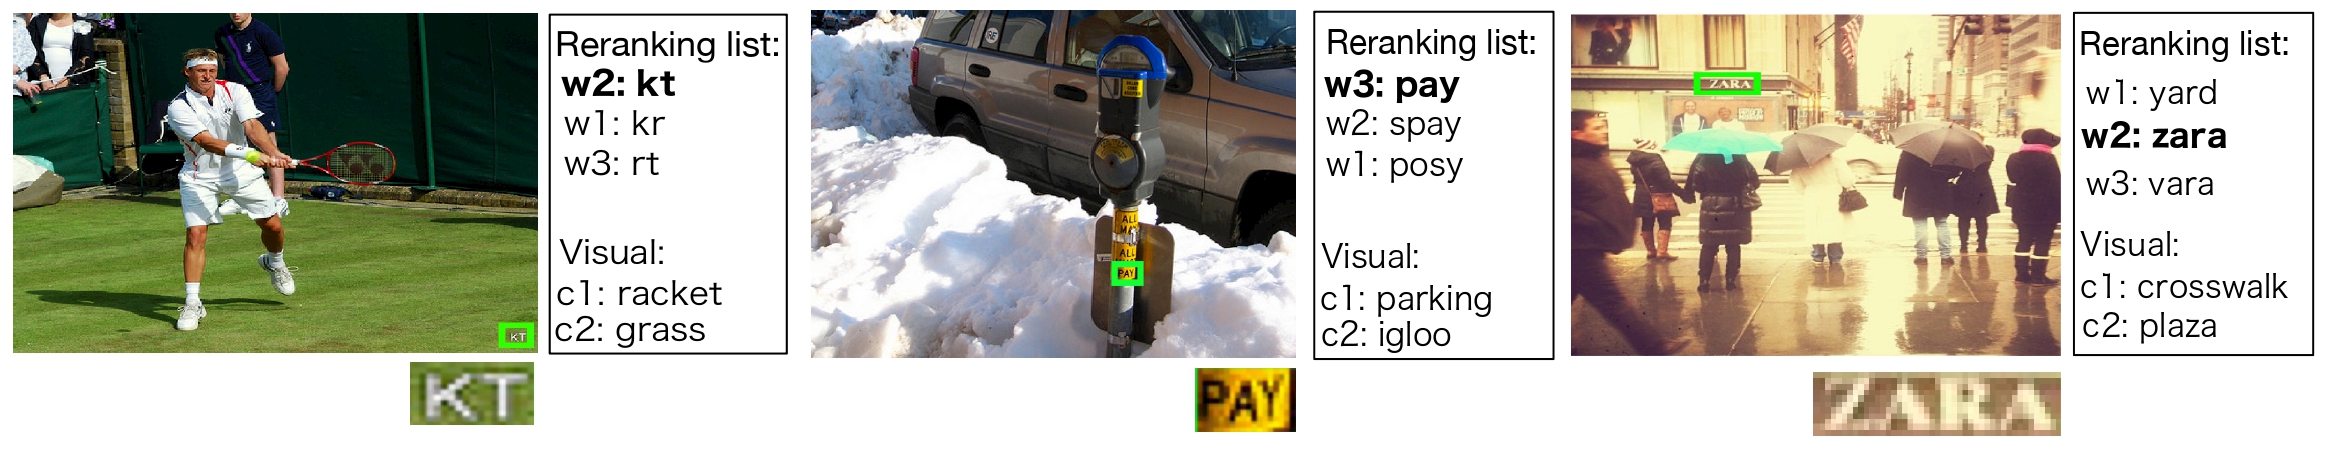 KT
KT
Reranking list:
w2: kt
w1: kr
w3: rt
Visual:
c1: racket
c2: grass
ALL
ALL
PAY
PAY
Reranking list:
w3: pay
w2: spay
w1: posy
Visual:
c1: parking
c2: igloo
ZARA
ZARA
Reranking list:
w1: yard
w2: zara
w3: vara
Visual:
c1: crosswalk
c2: plaza